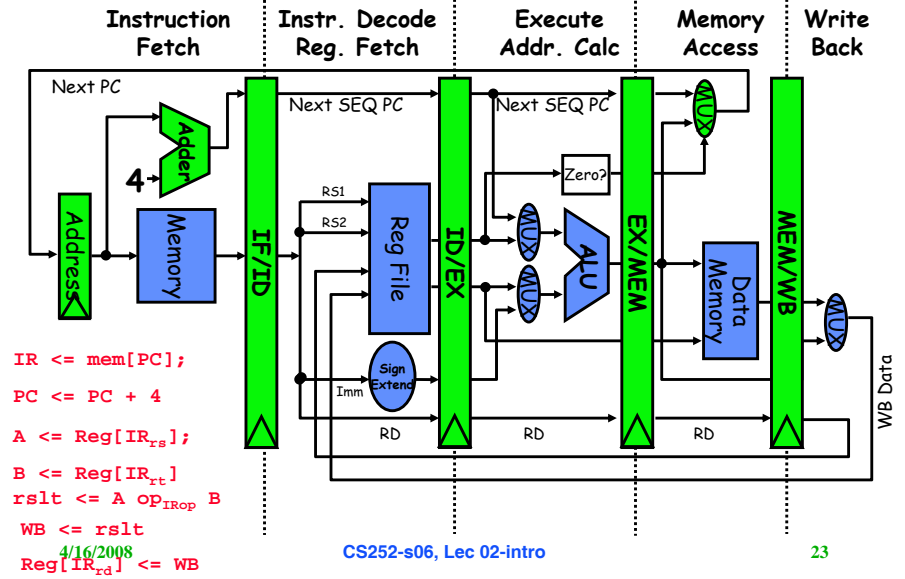 Instruction Fetch
Instr. Decode Reg. Fetch
Execute Addr. Calc
Memory Access
Write Back
Next PC
Next SEQ PC
Next SEQ PC
MUX
Adder
4
Zero?
RS1
RS2
Address
Memory
IF/ID
Reg File
ID/EX
MUX
MUX
ALU
EX/MEM
Data Memory
MEM/WB
MUX
Sign Extend
Imm
RD
RD
RD
WB Data
IR <= mem[PC];
PC <= PC + 4
A <= Reg[IRrs];
B <= Reg[IRrt]
rslt <= A opIRop B
WB <= rslt
Reg[IRrd] <= WB
4/16/2008
CS252-s06, Lec 02-intro
23